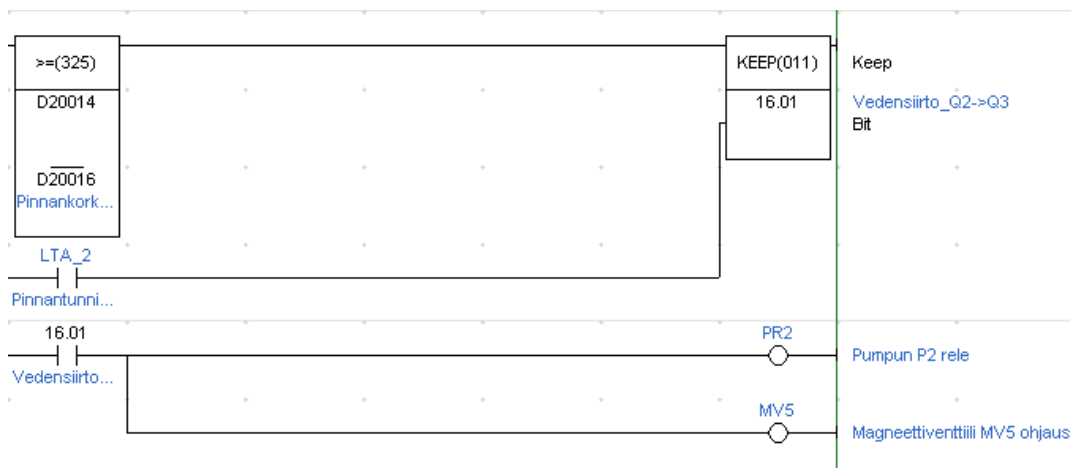 >=(325)
KEEP(011)
Keep
D20014
16.01
Vedensiirto_Q2->Q3
Bit
D20016
Pinnankork...
LTA_2
Pinnantunni...
16.01
PR2
Pumpun P2 rele
Vedensiirto...
MV5
Magneettiventtiili MV5 ohjaus